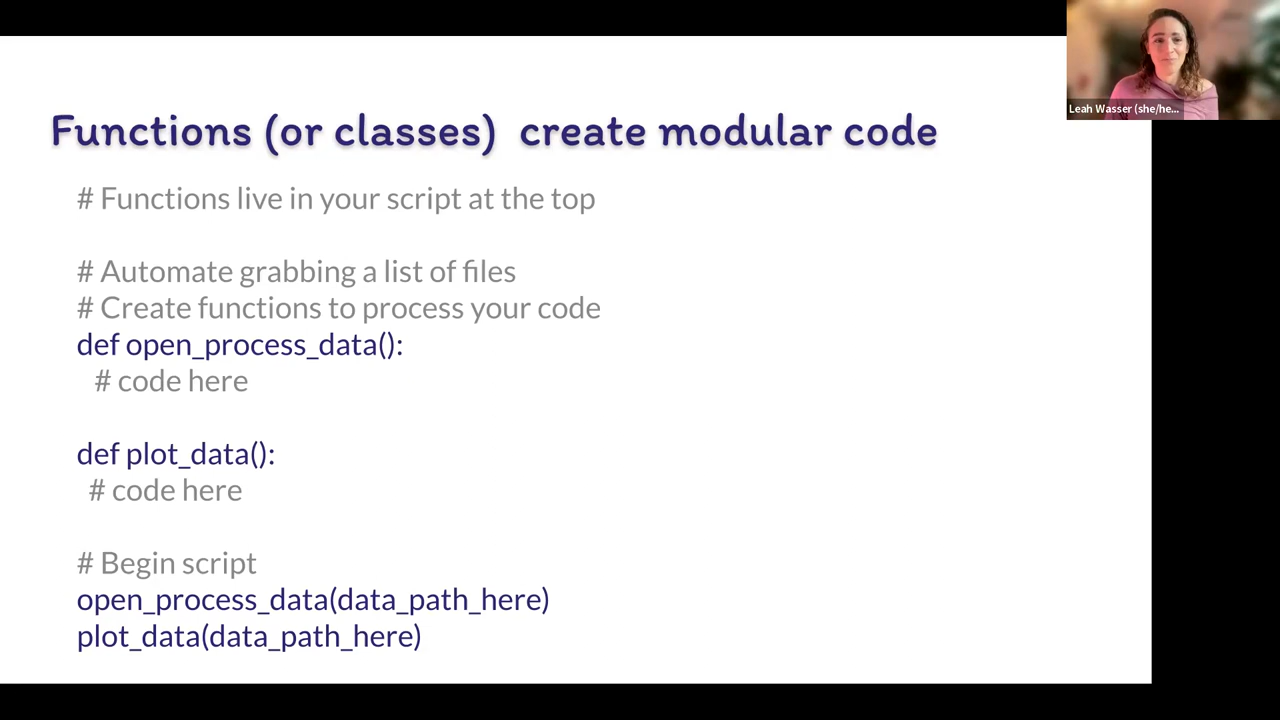 Functions (or classes) create modular code
# Functions live in your script at the top
# Automate grabbing a list of files
# Create functions to process your code
def open_process_data():
# code here
def plot_data():
# code here
# Begin script
open_process_data(data_path_here)
plot_data(data_path_here)
Leah Wasser (she/he...